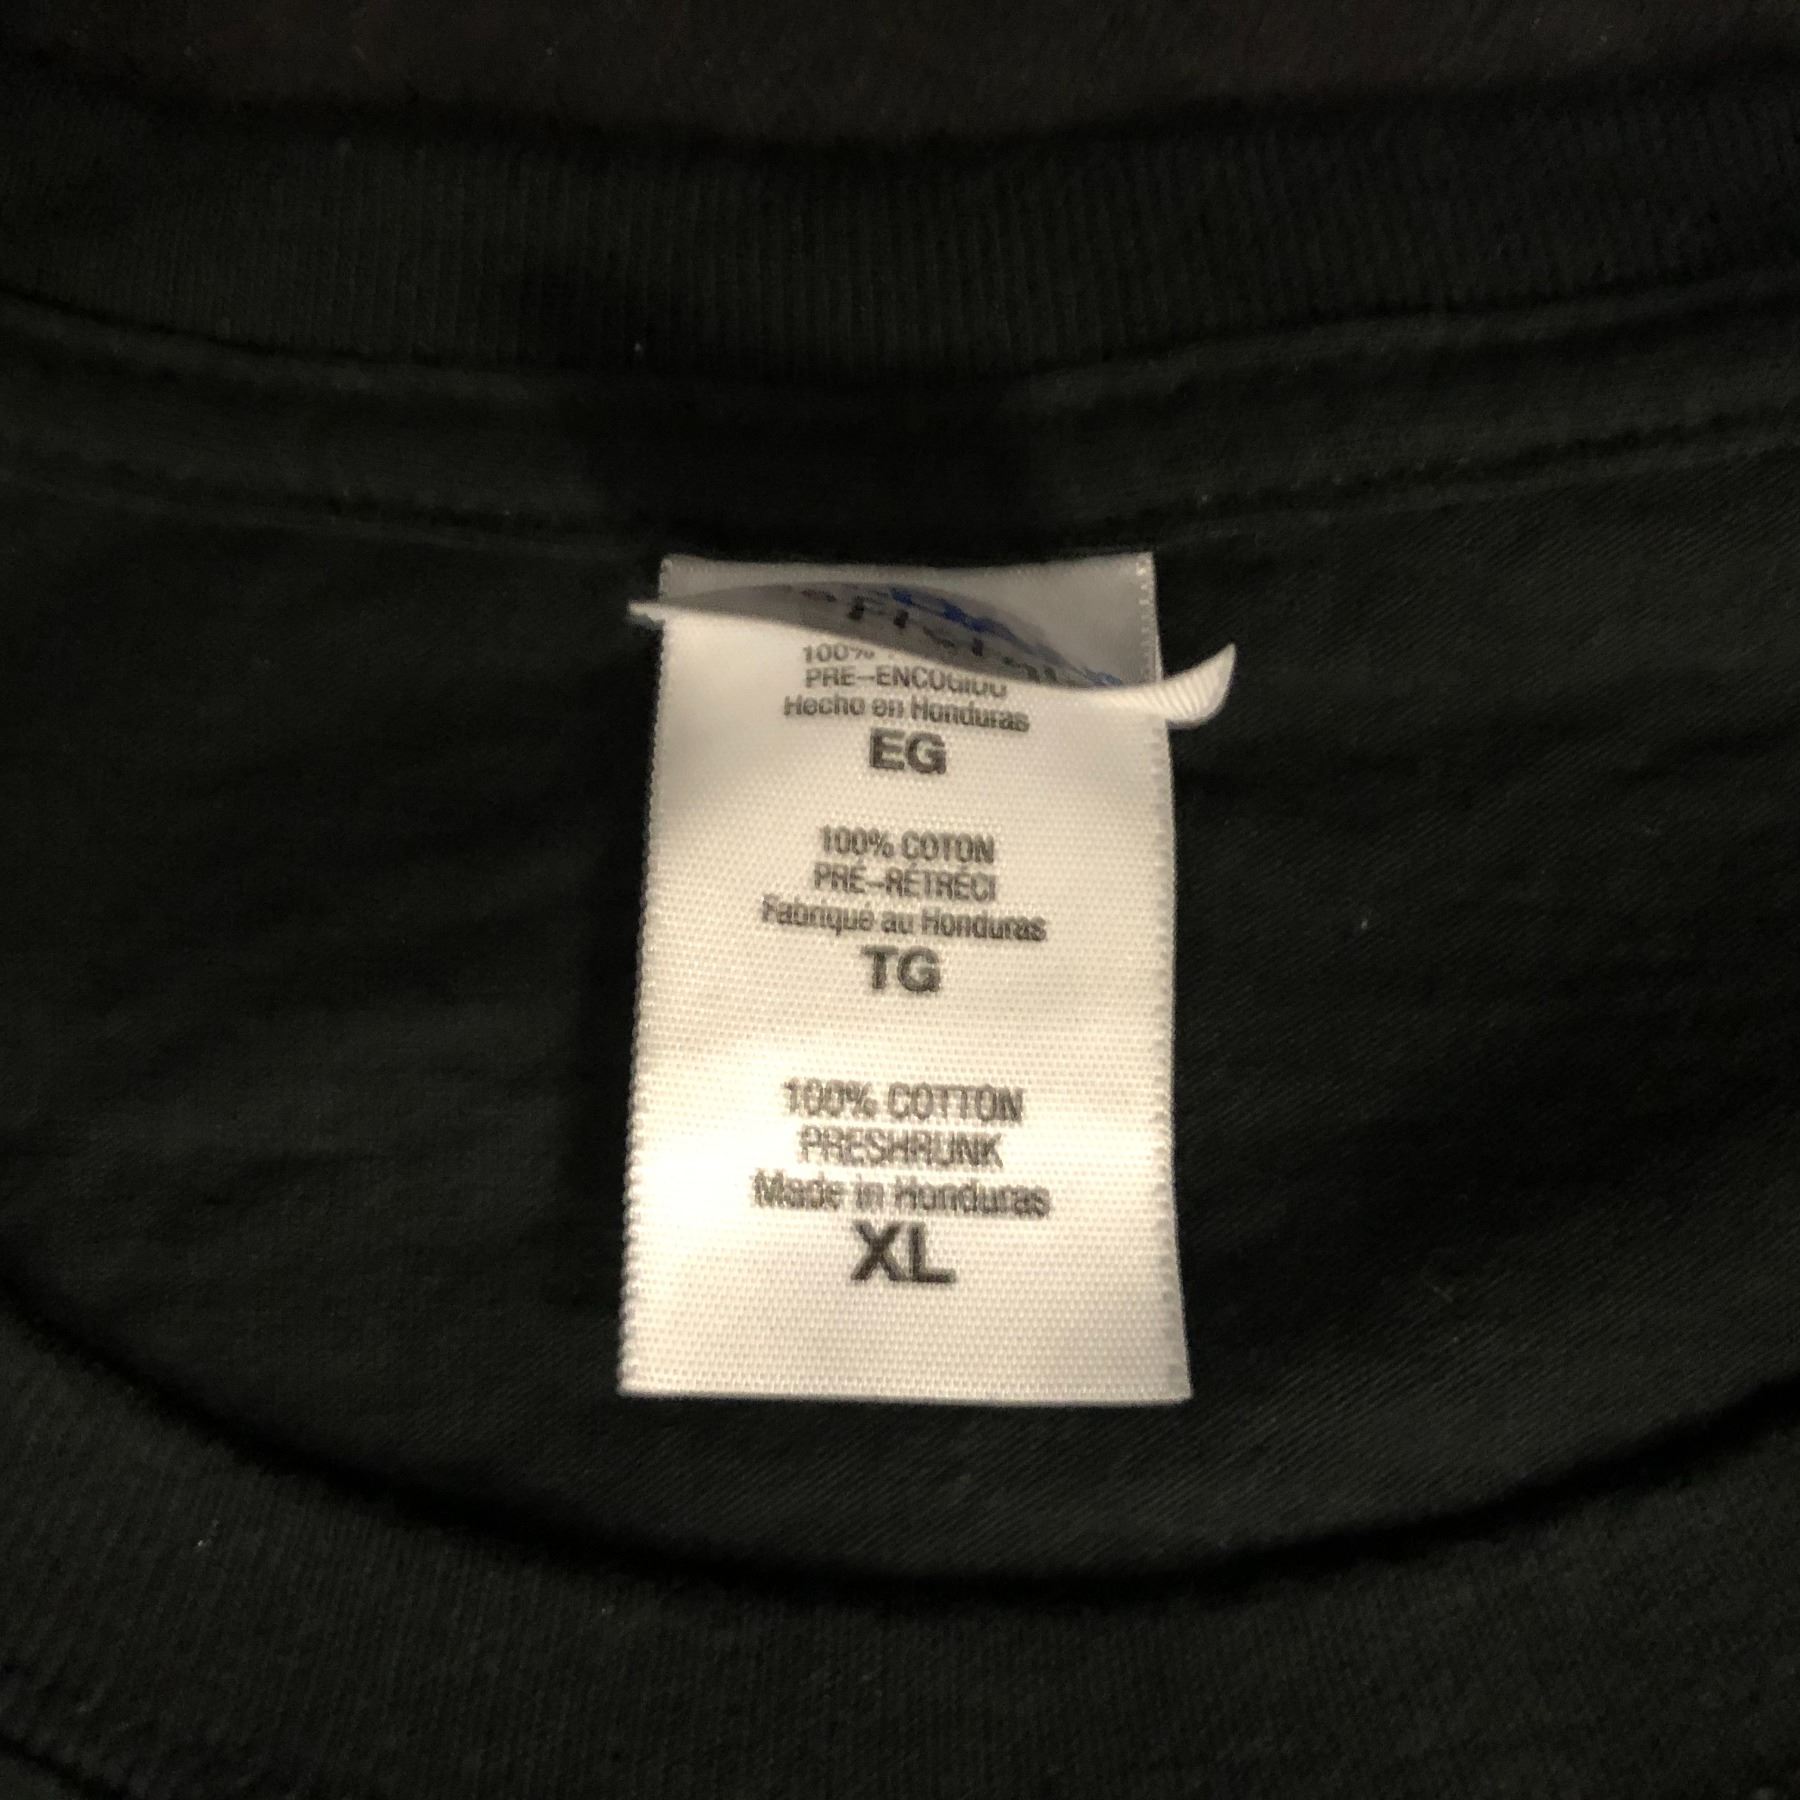 100%
PRE-ENCOGIDO
Hecho en Honduras
EG
100% COTON
PRÉ-RÉTRÉCI
Fabriqué au Honduras
TG
100% COTTON
PRESHRUNK
Made in Honduras
XL